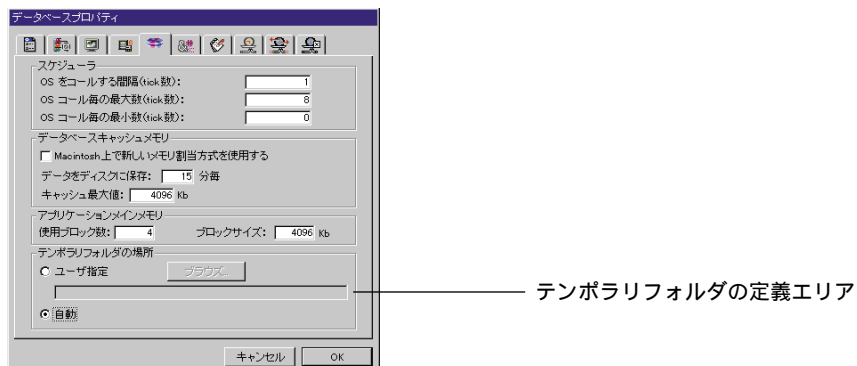 データベースプロパティ
スケジューラ
OS をコールする間隔(tick数): 1
OS コール毎の最大数(tick数): 8
OS コール毎の最小数(tick数): 0
データベースキャッシュメモリ
Macintosh上で新しいメモリ割当方式を使用する
データをディスクに保存: 15 分毎
キャッシュ最大値: 4096 Kb
アプリケーションメインメモリ
使用ブロック数: 4 ブロックサイズ: 4096 Kb
テンポラリフォルダの場所
ユーザ指定 ブラウズ...
テンポラリフォルダの定義エリア
自動
キャンセル OK